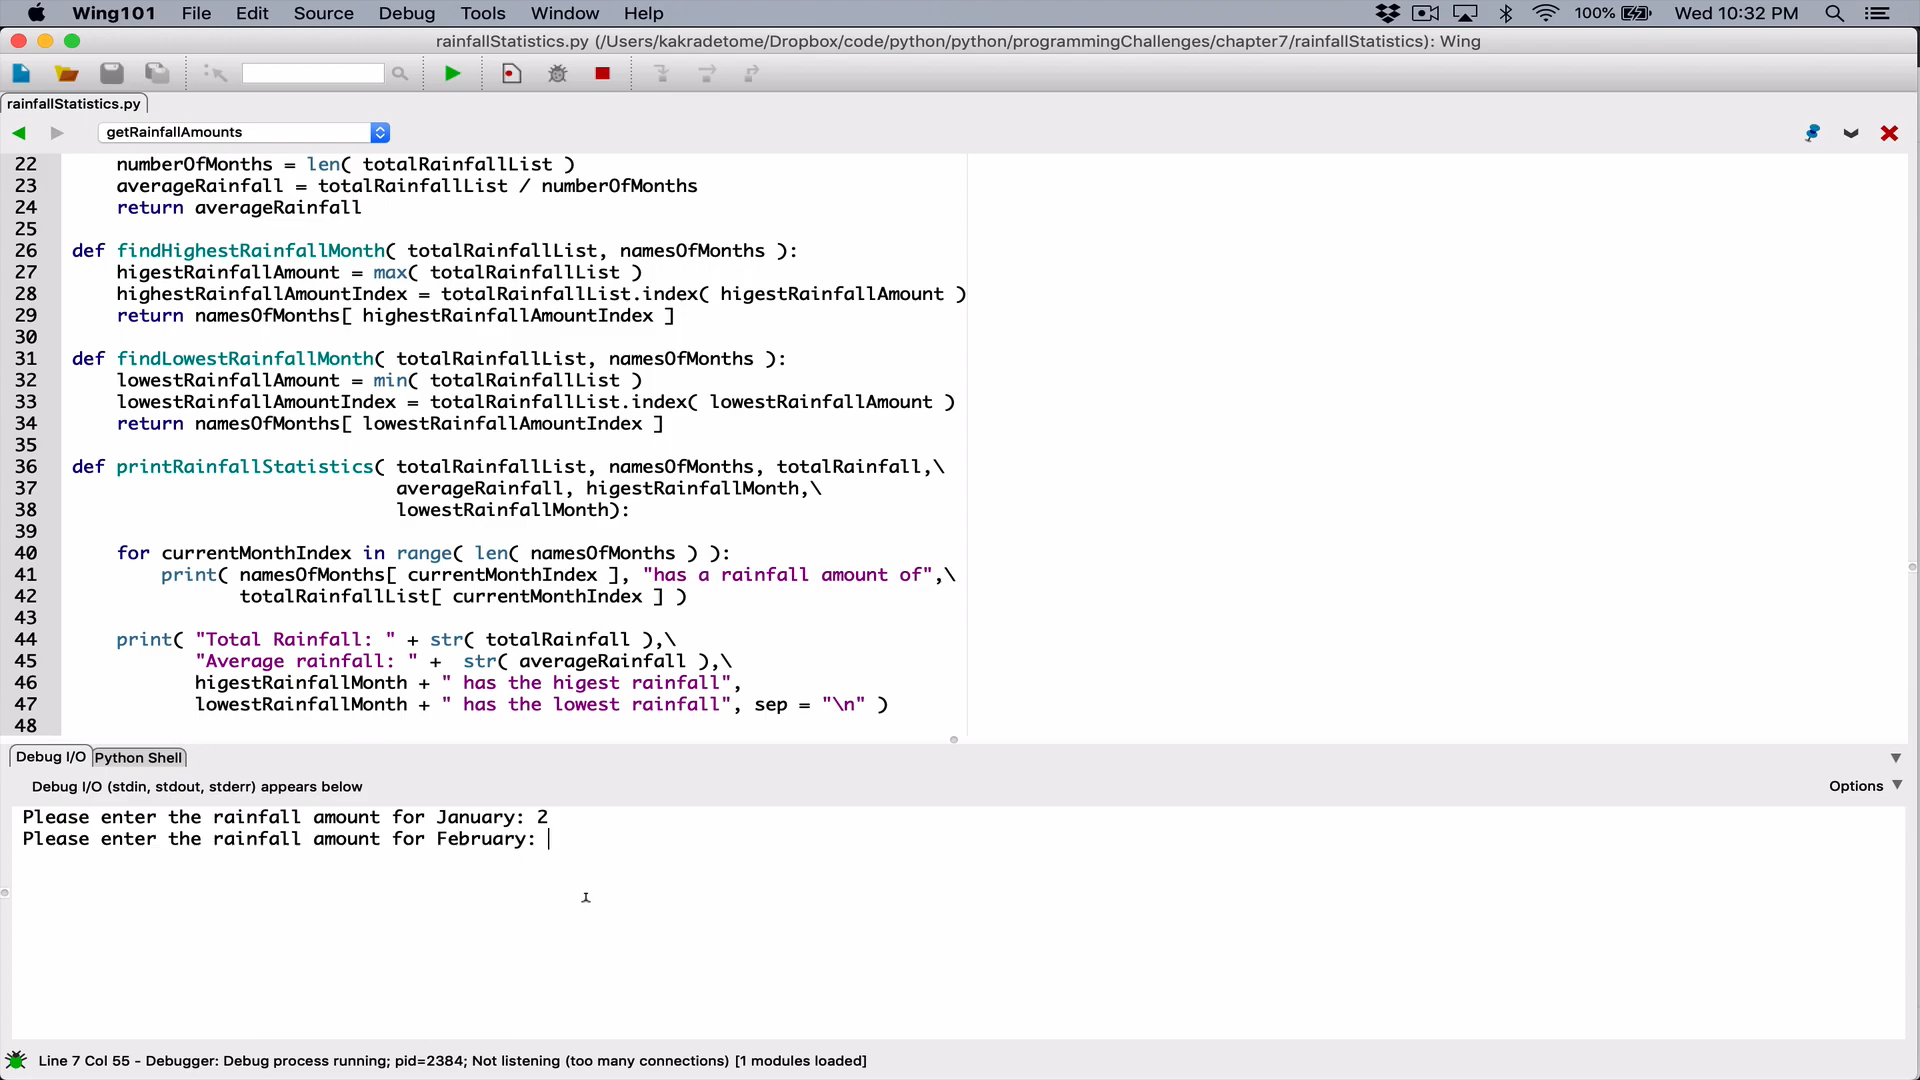 Wing101 File Edit Source Debug Tools Window Help 100% Wed 10:32 PM
rainfallStatistics.py (/Users/kakradetome/Dropbox/code/python/python/programmingChallenges/chapter7/rainfallStatistics): Wing
rainfallStatistics.py
getRainfallAmounts
22 numberOfMonths = len( totalRainfallList )
23 averageRainfall = totalRainfallList / numberOfMonths
24 return averageRainfall
25
26 def findHighestRainfallMonth( totalRainfallList, namesOfMonths ):
27 higestRainfallAmount = max( totalRainfallList )
28 highestRainfallAmountIndex = totalRainfallList.index( higestRainfallAmount )
29 return namesOfMonths[ highestRainfallAmountIndex ]
30
31 def findLowestRainfallMonth( totalRainfallList, namesOfMonths ):
32 lowestRainfallAmount = min( totalRainfallList )
33 lowestRainfallAmountIndex = totalRainfallList.index( lowestRainfallAmount )
34 return namesOfMonths[ lowestRainfallAmountIndex ]
35
36 def printRainfallStatistics( totalRainfallList, namesOfMonths, totalRainfall,\
37 averageRainfall, higestRainfallMonth,\
38 lowestRainfallMonth):
39
40 for currentMonthIndex in range( len( namesOfMonths ) ):
41 print( namesOfMonths[ currentMonthIndex ], "has a rainfall amount of",\
42 totalRainfallList[ currentMonthIndex ] )
43
44 print( "Total Rainfall: " + str( totalRainfall ),\
45 "Average rainfall: " +  str( averageRainfall ),\
46 higestRainfallMonth + " has the higest rainfall",
47 lowestRainfallMonth + " has the lowest rainfall", sep = "\n" )
48
Debug I/O Python Shell
Debug I/O (stdin, stdout, stderr) appears below Options
Please enter the rainfall amount for January: 2
Please enter the rainfall amount for February:
Line 7 Col 55 - Debugger: Debug process running; pid=2384; Not listening (too many connections) [1 modules loaded]